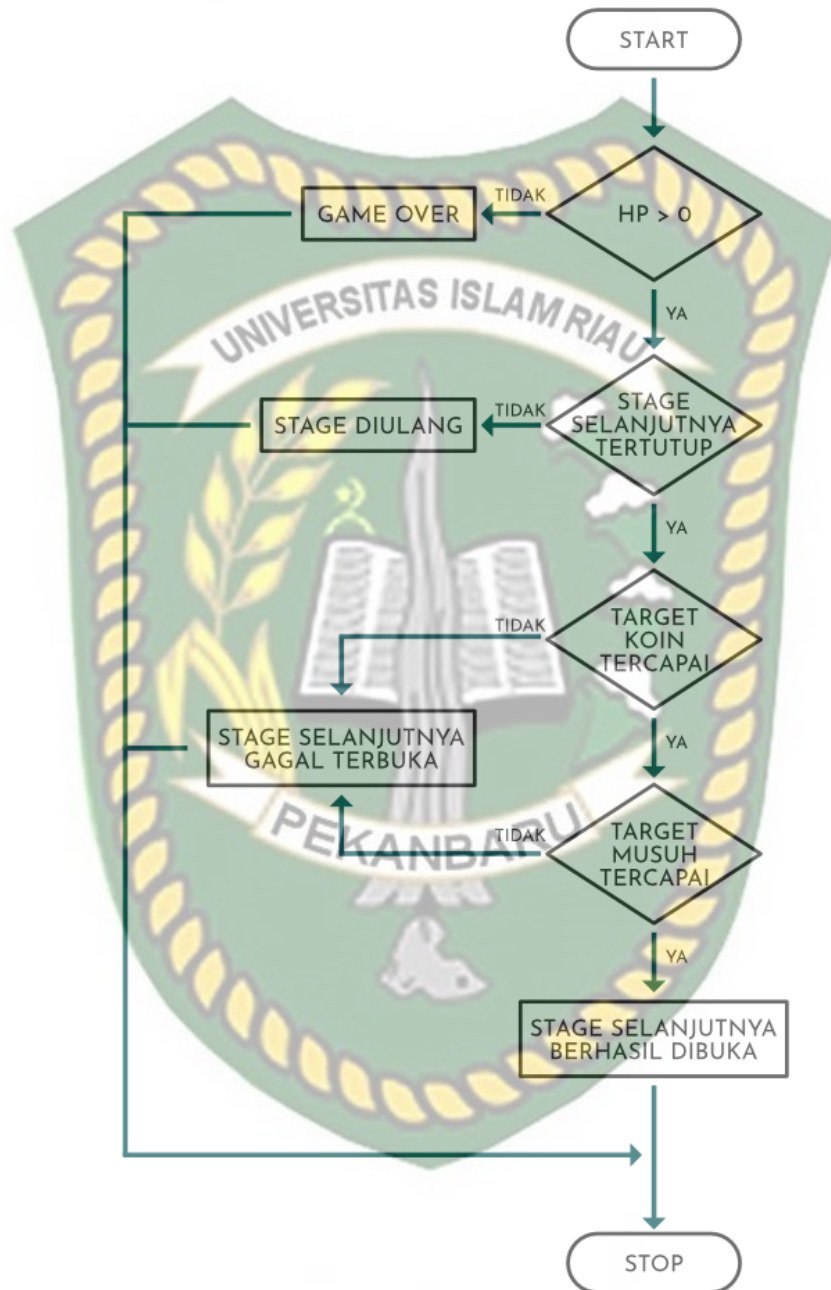 START
HP > 0
TIDAK
GAME OVER
YA
UNIVERSITAS ISLAM RIAU
STAGE
SELANJUTNYA
TERTUTUP
TIDAK
STAGE DIULANG
YA
TARGET
KOIN
TERCAPAI
TIDAK
STAGE SELANJUTNYA
GAGAL TERBUKA
YA
TARGET
MUSUH
TERCAPAI
TIDAK
PEKANBARU
YA
STAGE SELANJUTNYA
BERHASIL DIBUKA
STOP